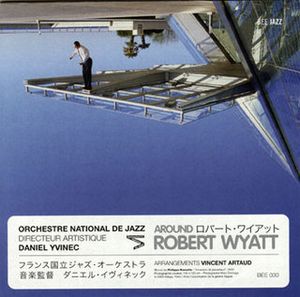 BEE JAZZ
ORCHESTRE NATIONAL DE JAZZ
DIRECTEUR ARTISTIQUE
DANIEL YVINEC
フランス国立ジャズ・オーケストラ
音楽監督 ダニエル・イヴィネック
AROUND ロバート・ワイアット
ROBERT WYATT
ARRANGEMENTS VINCENT ARTAUD
BEE 030